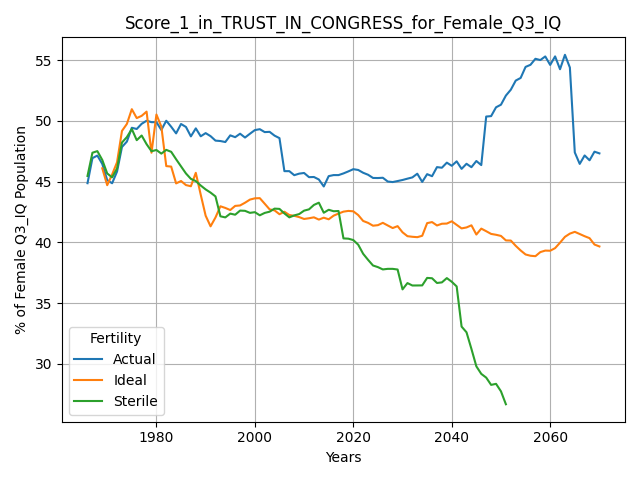 Score_1_in_TRUST_IN_CONGRESS_for_Female_Q3_IQ
% of Female Q3_IQ Population
55
50
45
40
35
30
Fertility
Actual
Ideal
Sterile
1980 2000 2020 2040 2060
Years